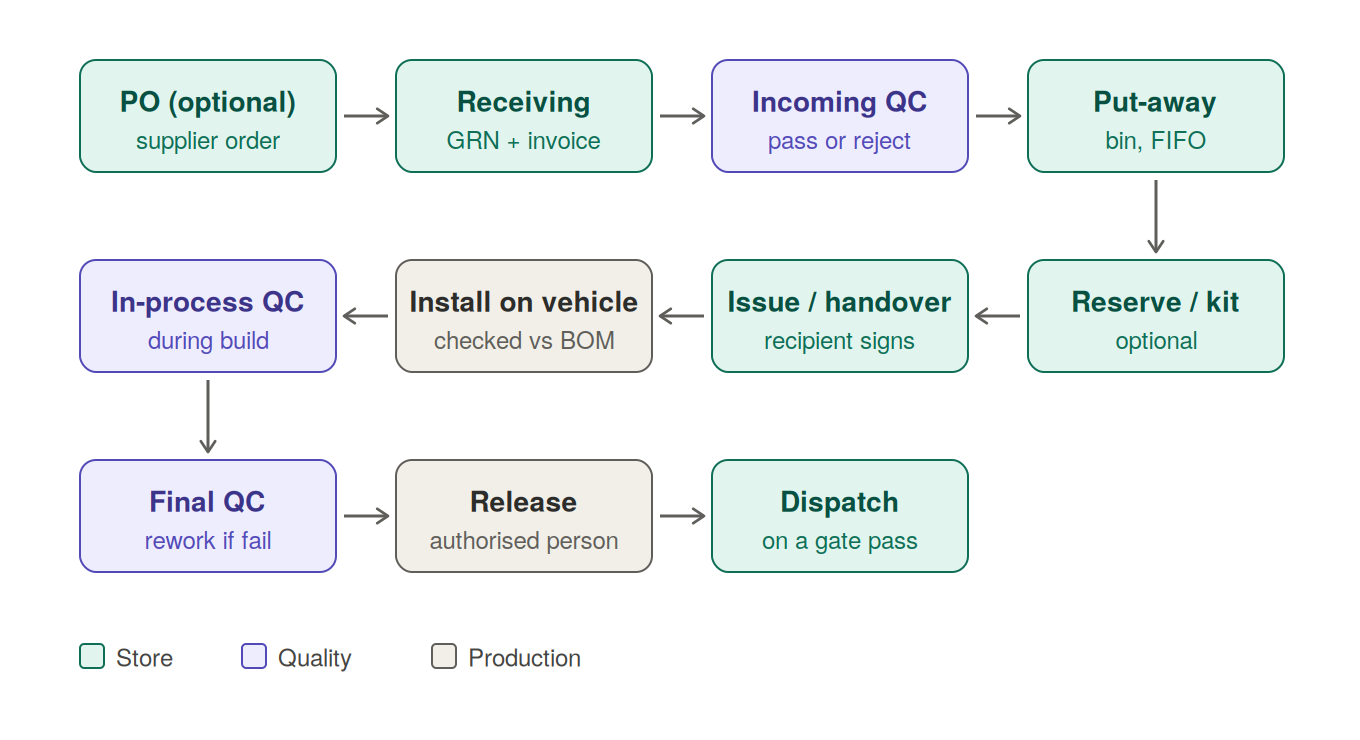 PO (optional)
supplier order
Receiving
GRN + invoice
Incoming QC
pass or reject
Put-away
bin, FIFO
Reserve / kit
optional
Issue / handover
recipient signs
Install on vehicle
checked vs BOM
In-process QC
during build
Final QC
rework if fail
Release
authorised person
Dispatch
on a gate pass
Store
Quality
Production